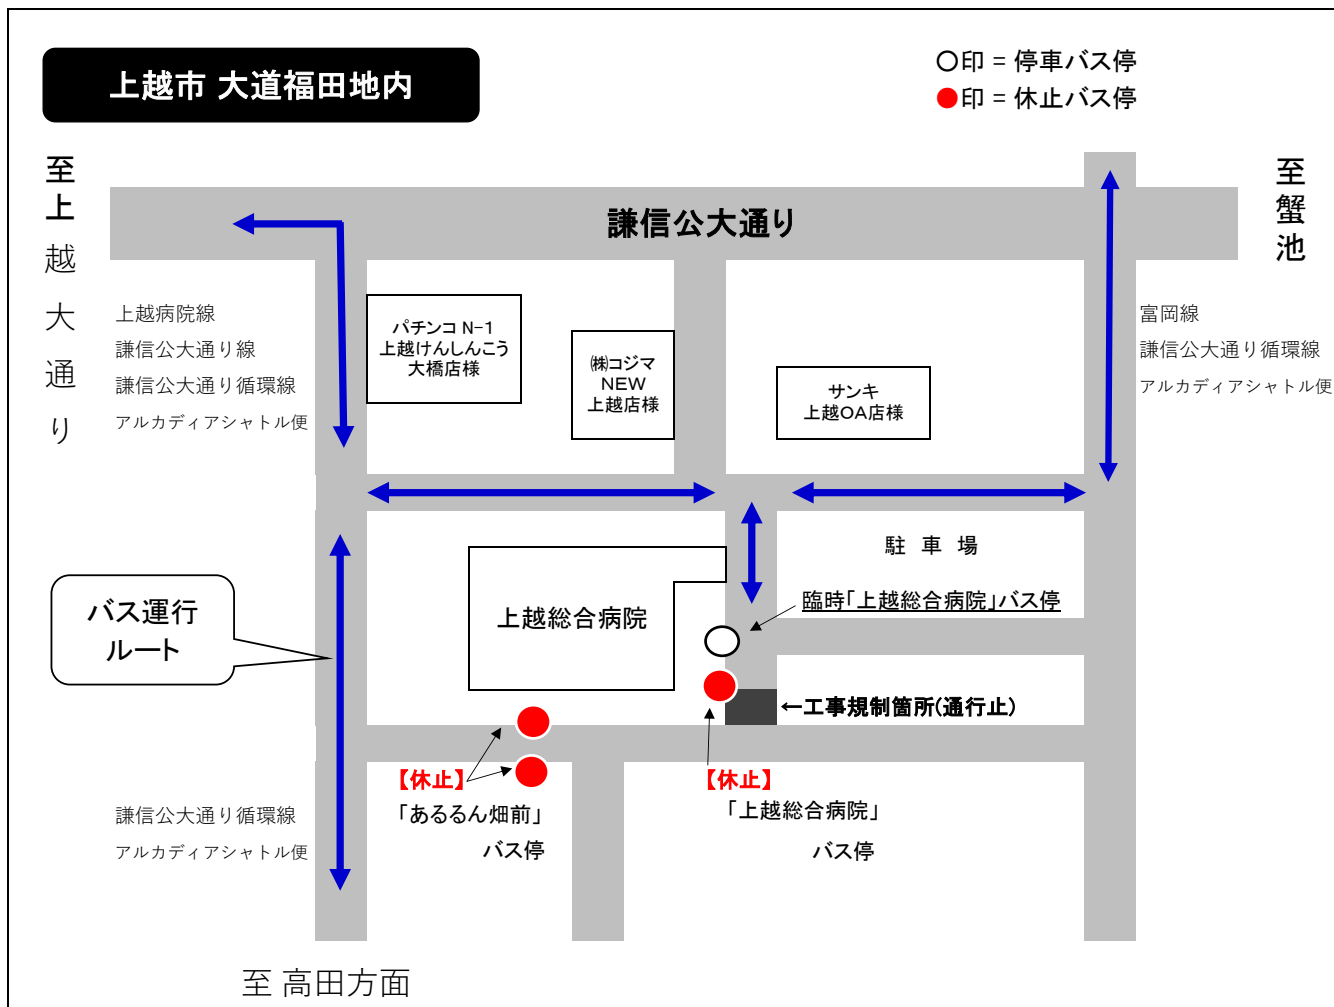 上越市 大道福田地内
○印 = 停車バス停
●印 = 休止バス停
至上越大通り
謙信公大通り
至蟹池
上越病院線
謙信公大通り線
謙信公大通り循環線
アルカディアシャトル便
パチンコ N-1
上越けんしんこう
大橋店様
㈱コジマ
NEW
上越店様
サンキ
上越OA店様
富岡線
謙信公大通り循環線
アルカディアシャトル便
駐 車 場
バス運行
ルート
上越総合病院
臨時「上越総合病院」バス停
←工事規制箇所(通行止)
【休止】
「あるるん畑前」
バス停
【休止】
「上越総合病院」
バス停
謙信公大通り循環線
アルカディアシャトル便
至 高田方面